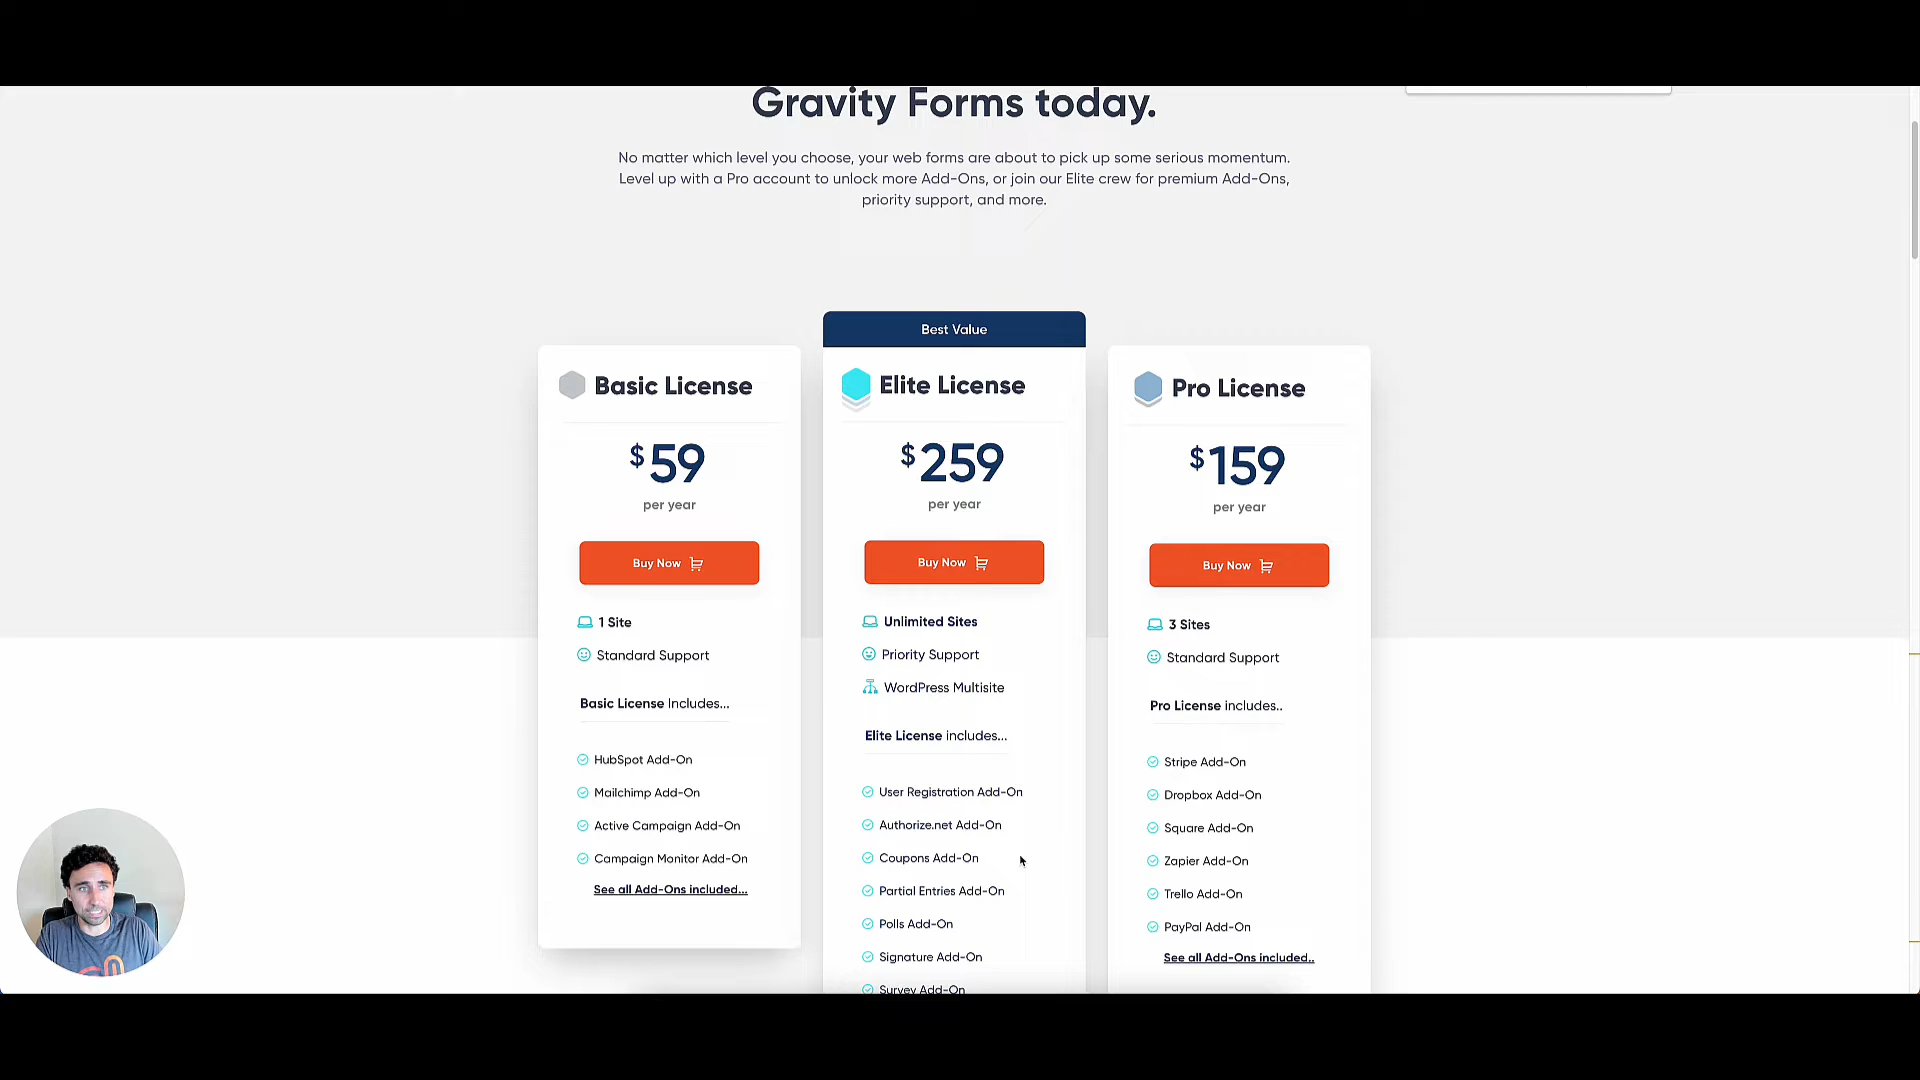 Gravity Forms today.
No matter which level you choose, your web forms are about to pick up some serious momentum.
Level up with a Pro account to unlock more Add-Ons, or join our Elite crew for premium Add-Ons,
priority support, and more.
Basic License
$59
per year
Buy Now
1 Site
Standard Support
Basic License Includes...
HubSpot Add-On
Mailchimp Add-On
Active Campaign Add-On
Campaign Monitor Add-On
See all Add-Ons included...
Best Value
Elite License
$259
per year
Buy Now
Unlimited Sites
Priority Support
WordPress Multisite
Elite License includes...
User Registration Add-On
Authorize.net Add-On
Coupons Add-On
Partial Entries Add-On
Polls Add-On
Signature Add-On
Survey Add-On
Pro License
$159
per year
Buy Now
3 Sites
Standard Support
Pro License includes..
Stripe Add-On
Dropbox Add-On
Square Add-On
Zapier Add-On
Trello Add-On
PayPal Add-On
See all Add-Ons included..